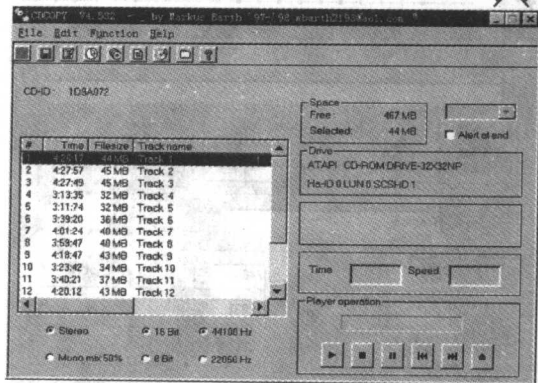 CDCOPY by Markus Barth
File Edit Function Help
CD-ID: 1D9A072
Space
Free: 467 MB
Selected: 44 MB
Alert at end
# Time Filesize Track name
1 44 MB Track 1
2 4:27:57 45 MB Track 2
3 4:27:49 45 MB Track 3
4 3:13:35 32 MB Track 4
5 3:11:74 32 MB Track 5
6 3:39:20 36 MB Track 6
7 4:01:24 40 MB Track 7
8 3:59:47 40 MB Track 8
9 4:18:47 43 MB Track 9
10 3:23:42 34 MB Track 10
11 3:40:21 37 MB Track 11
12 4:20:12 43 MB Track 12
Drive
ATAPI CD-ROM DRIVE-32X32NP
Ha-ID 0 LUN 0 SCSI-ID 1
Time Speed
Player operation
Stereo 16 Bit 44100 Hz
Mono mix 50% 8 Bit 22050 Hz